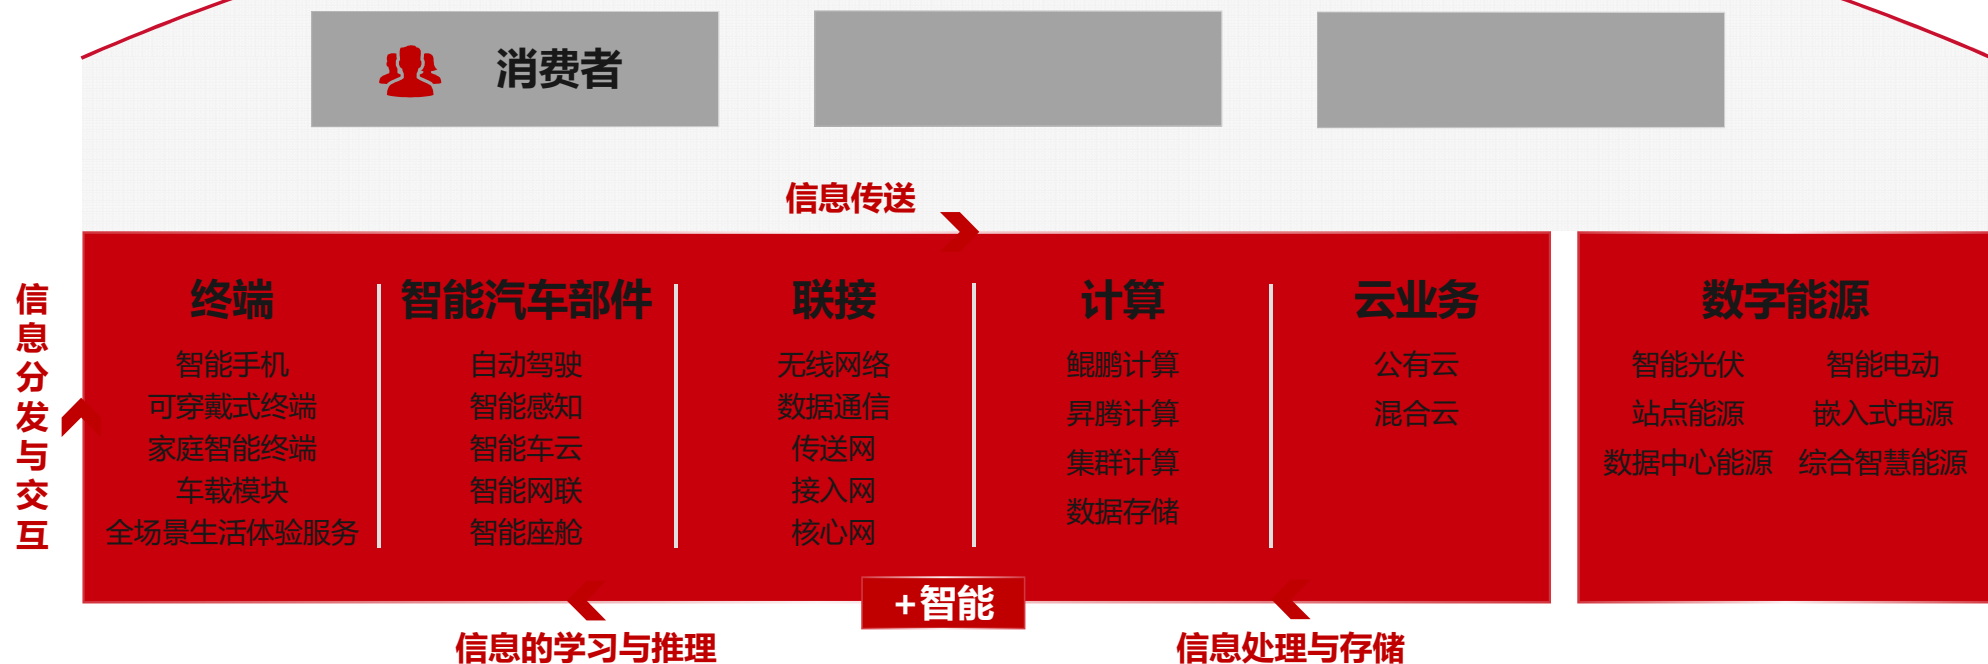 消费者
信息传送
信息分发与交互
终端
智能手机
可穿戴式终端
家庭智能终端
车载模块
全场景生活体验服务
智能汽车部件
自动驾驶
智能感知
智能车云
智能网联
智能座舱
联接
无线网络
数据通信
传送网
接入网
核心网
计算
鲲鹏计算
昇腾计算
集群计算
数据存储
云业务
公有云
混合云
数字能源
智能光伏 智能电动
站点能源 嵌入式电源
数据中心能源 综合智慧能源
+智能
信息的学习与推理
信息处理与存储